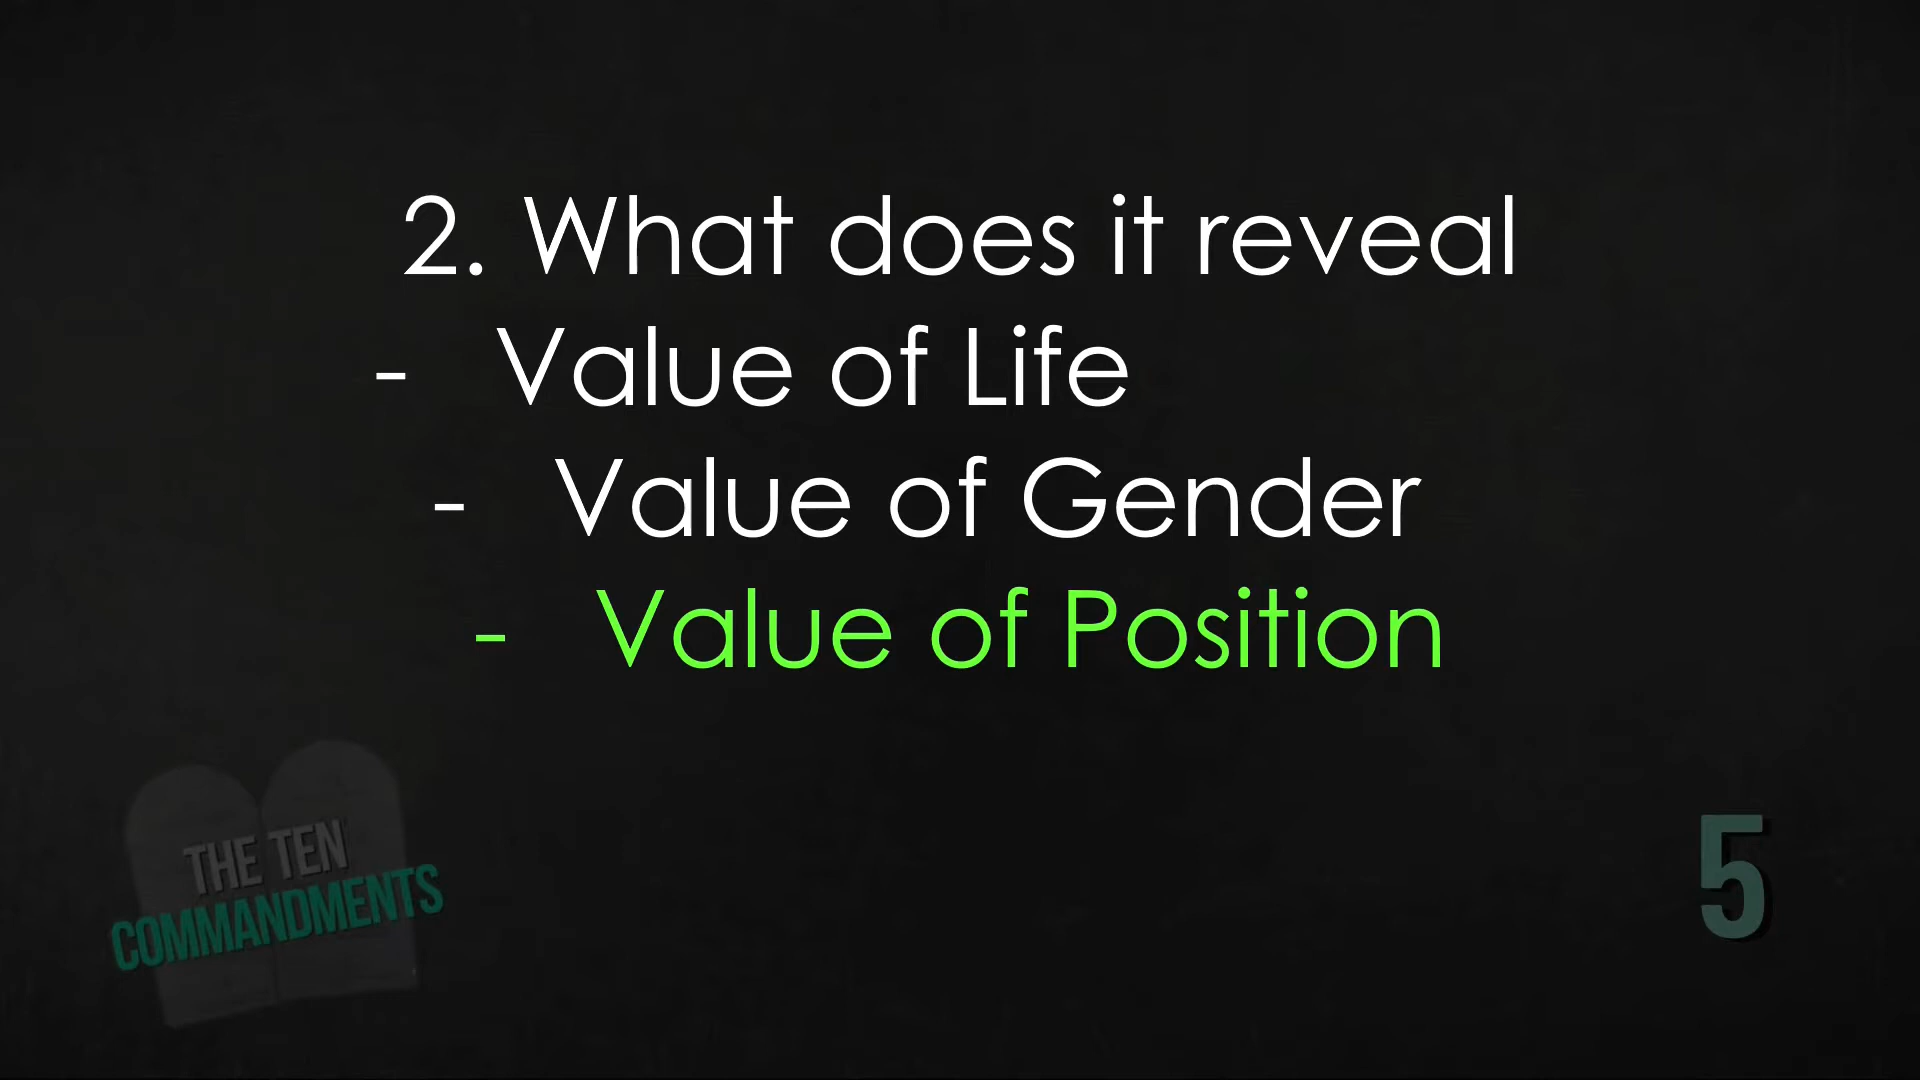 2. What does it reveal
- Value of Life
- Value of Gender
- Value of Position
THE TEN
COMMANDMENTS
5